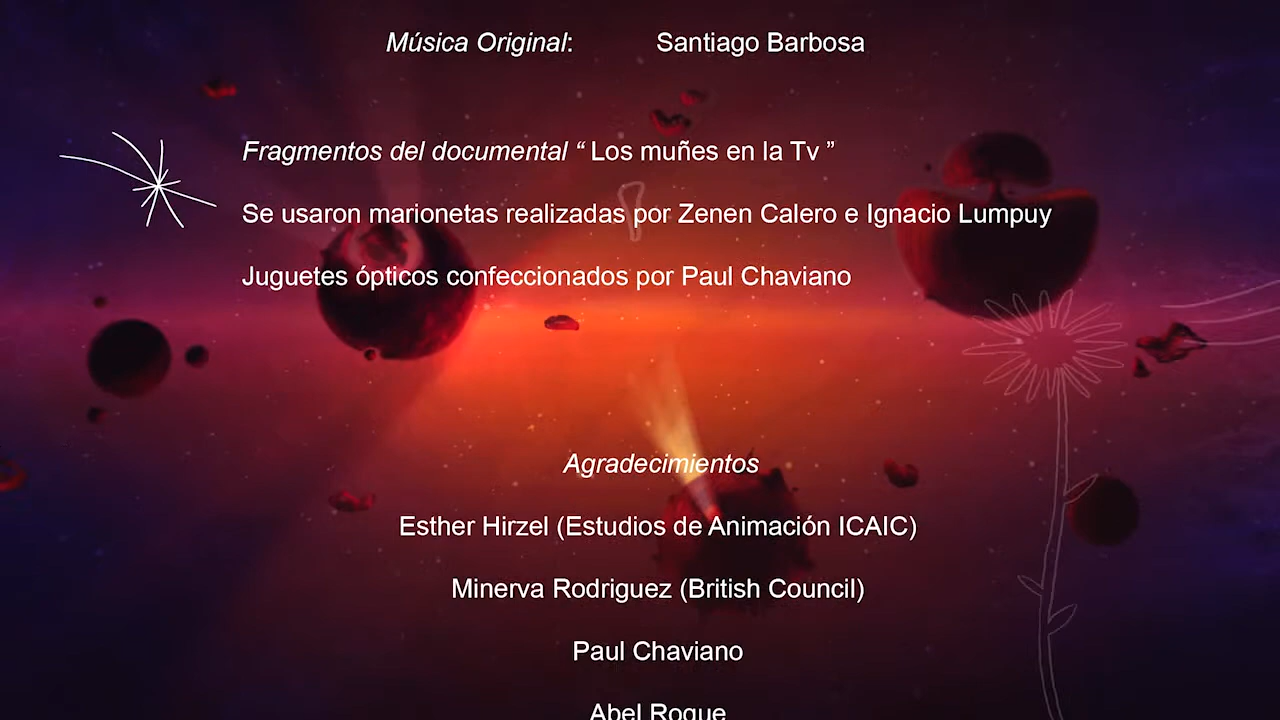 Música Original: Santiago Barbosa
Fragmentos del documental “ Los muñes en la Tv ”
Se usaron marionetas realizadas por Zenen Calero e Ignacio Lumpuy
Juguetes ópticos confeccionados por Paul Chaviano
Agradecimientos
Esther Hirzel (Estudios de Animación ICAIC)
Minerva Rodriguez (British Council)
Paul Chaviano
Abel Roque